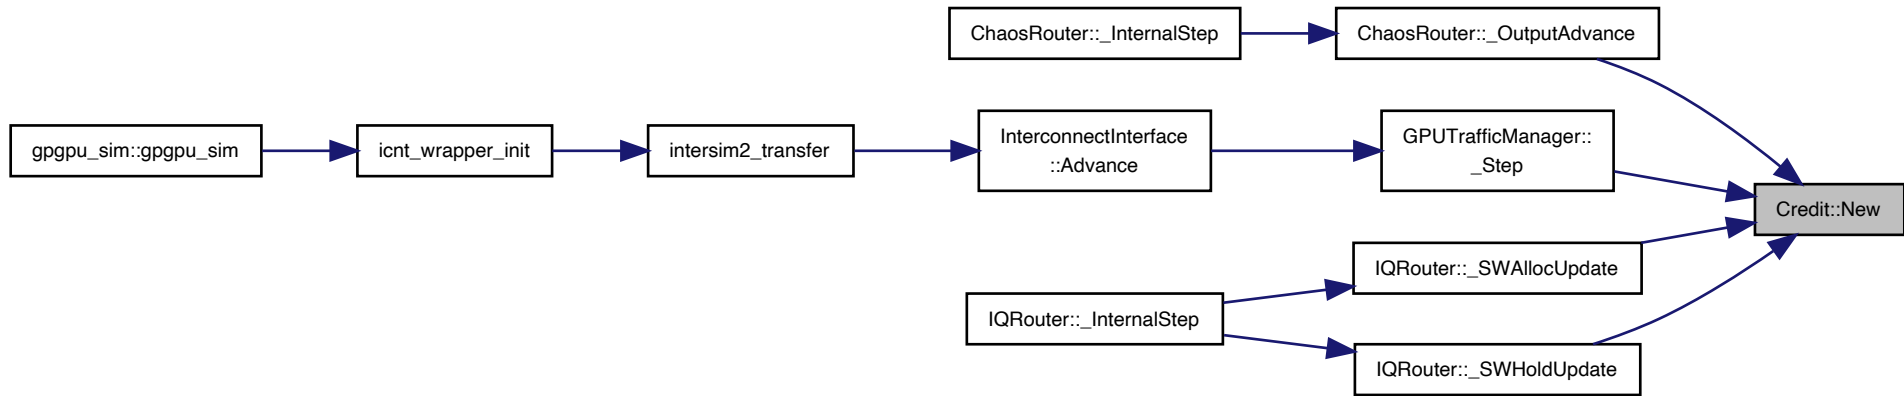 ChaosRouter::_InternalStep
ChaosRouter::_OutputAdvance
gpgpu_sim::gpgpu_sim
icnt_wrapper_init
intersim2_transfer
InterconnectInterface
::Advance
GPUTrafficManager::
_Step
Credit::New
IQRouter::_SWAllocUpdate
IQRouter::_InternalStep
IQRouter::_SWHoldUpdate